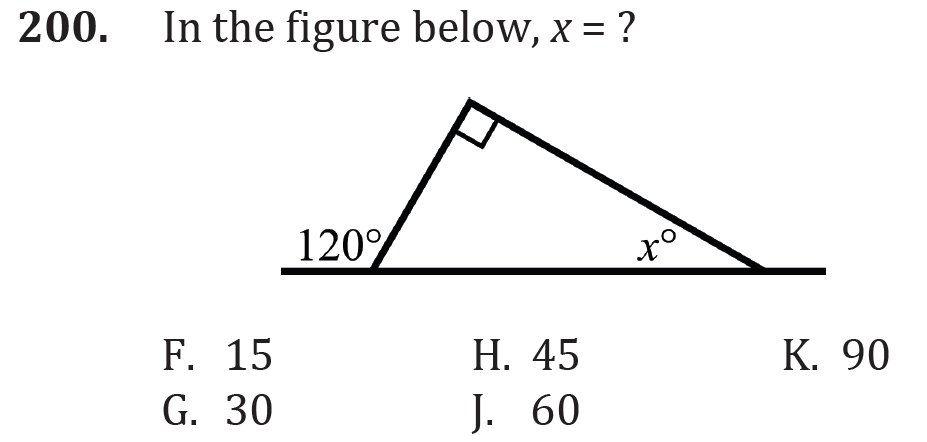 200. In the figure below, x = ?
120°
x°
F. 15 H. 45 K. 90
G. 30 J. 60